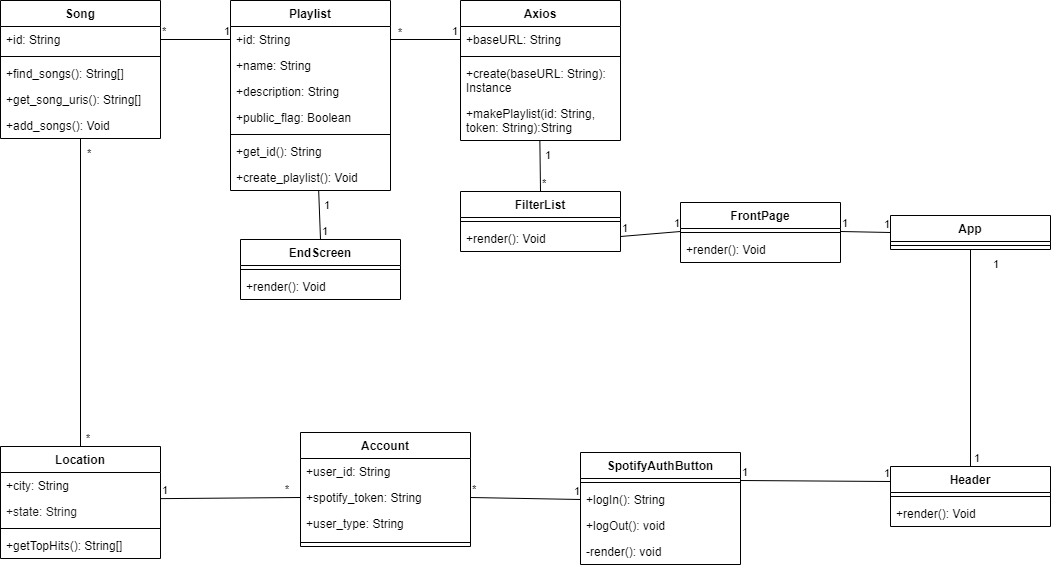 Song
+id: String
+find_songs(): String[]
+get_song_uris(): String[]
+add_songs(): Void
*
1
Playlist
+id: String
+name: String
+description: String
+public_flag: Boolean
+get_id(): String
+create_playlist(): Void
*
1
Axios
+baseURL: String
+create(baseURL: String):
Instance
+makePlaylist(id: String,
token: String):String
*
1
1
1
*
EndScreen
+render(): Void
FilterList
+render(): Void
1
1
FrontPage
+render(): Void
1
1
App
1
*
Location
+city: String
+state: String
+getTopHits(): String[]
1
*
Account
+user_id: String
+spotify_token: String
+user_type: String
*
1
SpotifyAuthButton
+logIn(): String
+logOut(): void
-render(): void
1
1
1
Header
+render(): Void